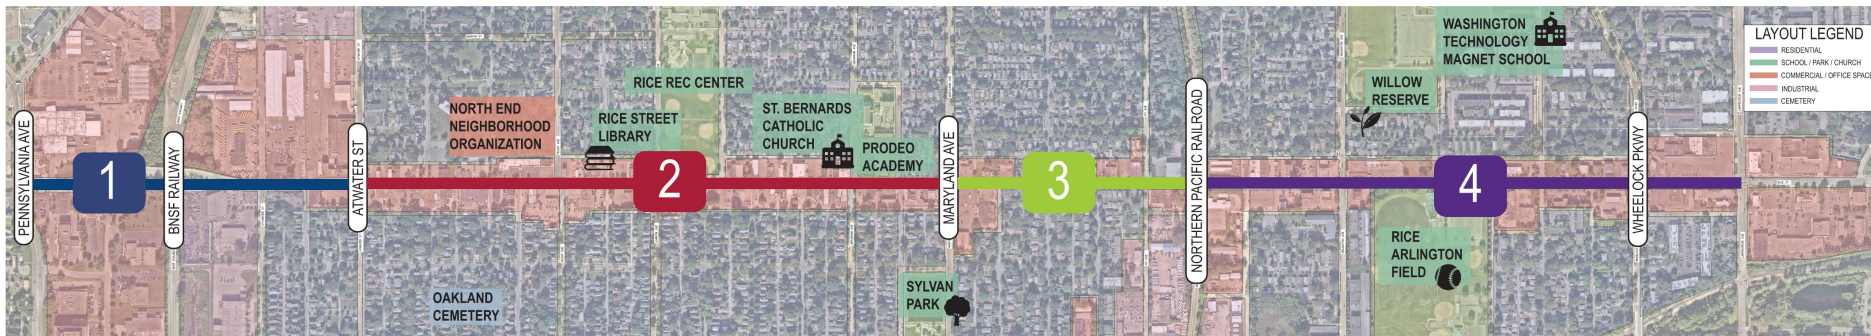 PENNSYLVANIA AVE
1
BNSF RAILWAY
ATWATER ST
NORTH END
NEIGHBORHOOD
ORGANIZATION
OAKLAND
CEMETERY
RICE STREET
LIBRARY
RICE REC CENTER
2
ST. BERNARDS
CATHOLIC
CHURCH
PRODEO
ACADEMY
MARYLAND AVE
SYLVAN
PARK
3
NORTHERN PACIFIC RAILROAD
WILLOW
RESERVE
WASHINGTON
TECHNOLOGY
MAGNET SCHOOL
4
RICE
ARLINGTON
FIELD
WHEELOCK PKWY
LAYOUT LEGEND
RESIDENTIAL
SCHOOL / PARK / CHURCH
COMMERCIAL / OFFICE SPACE
INDUSTRIAL
CEMETERY